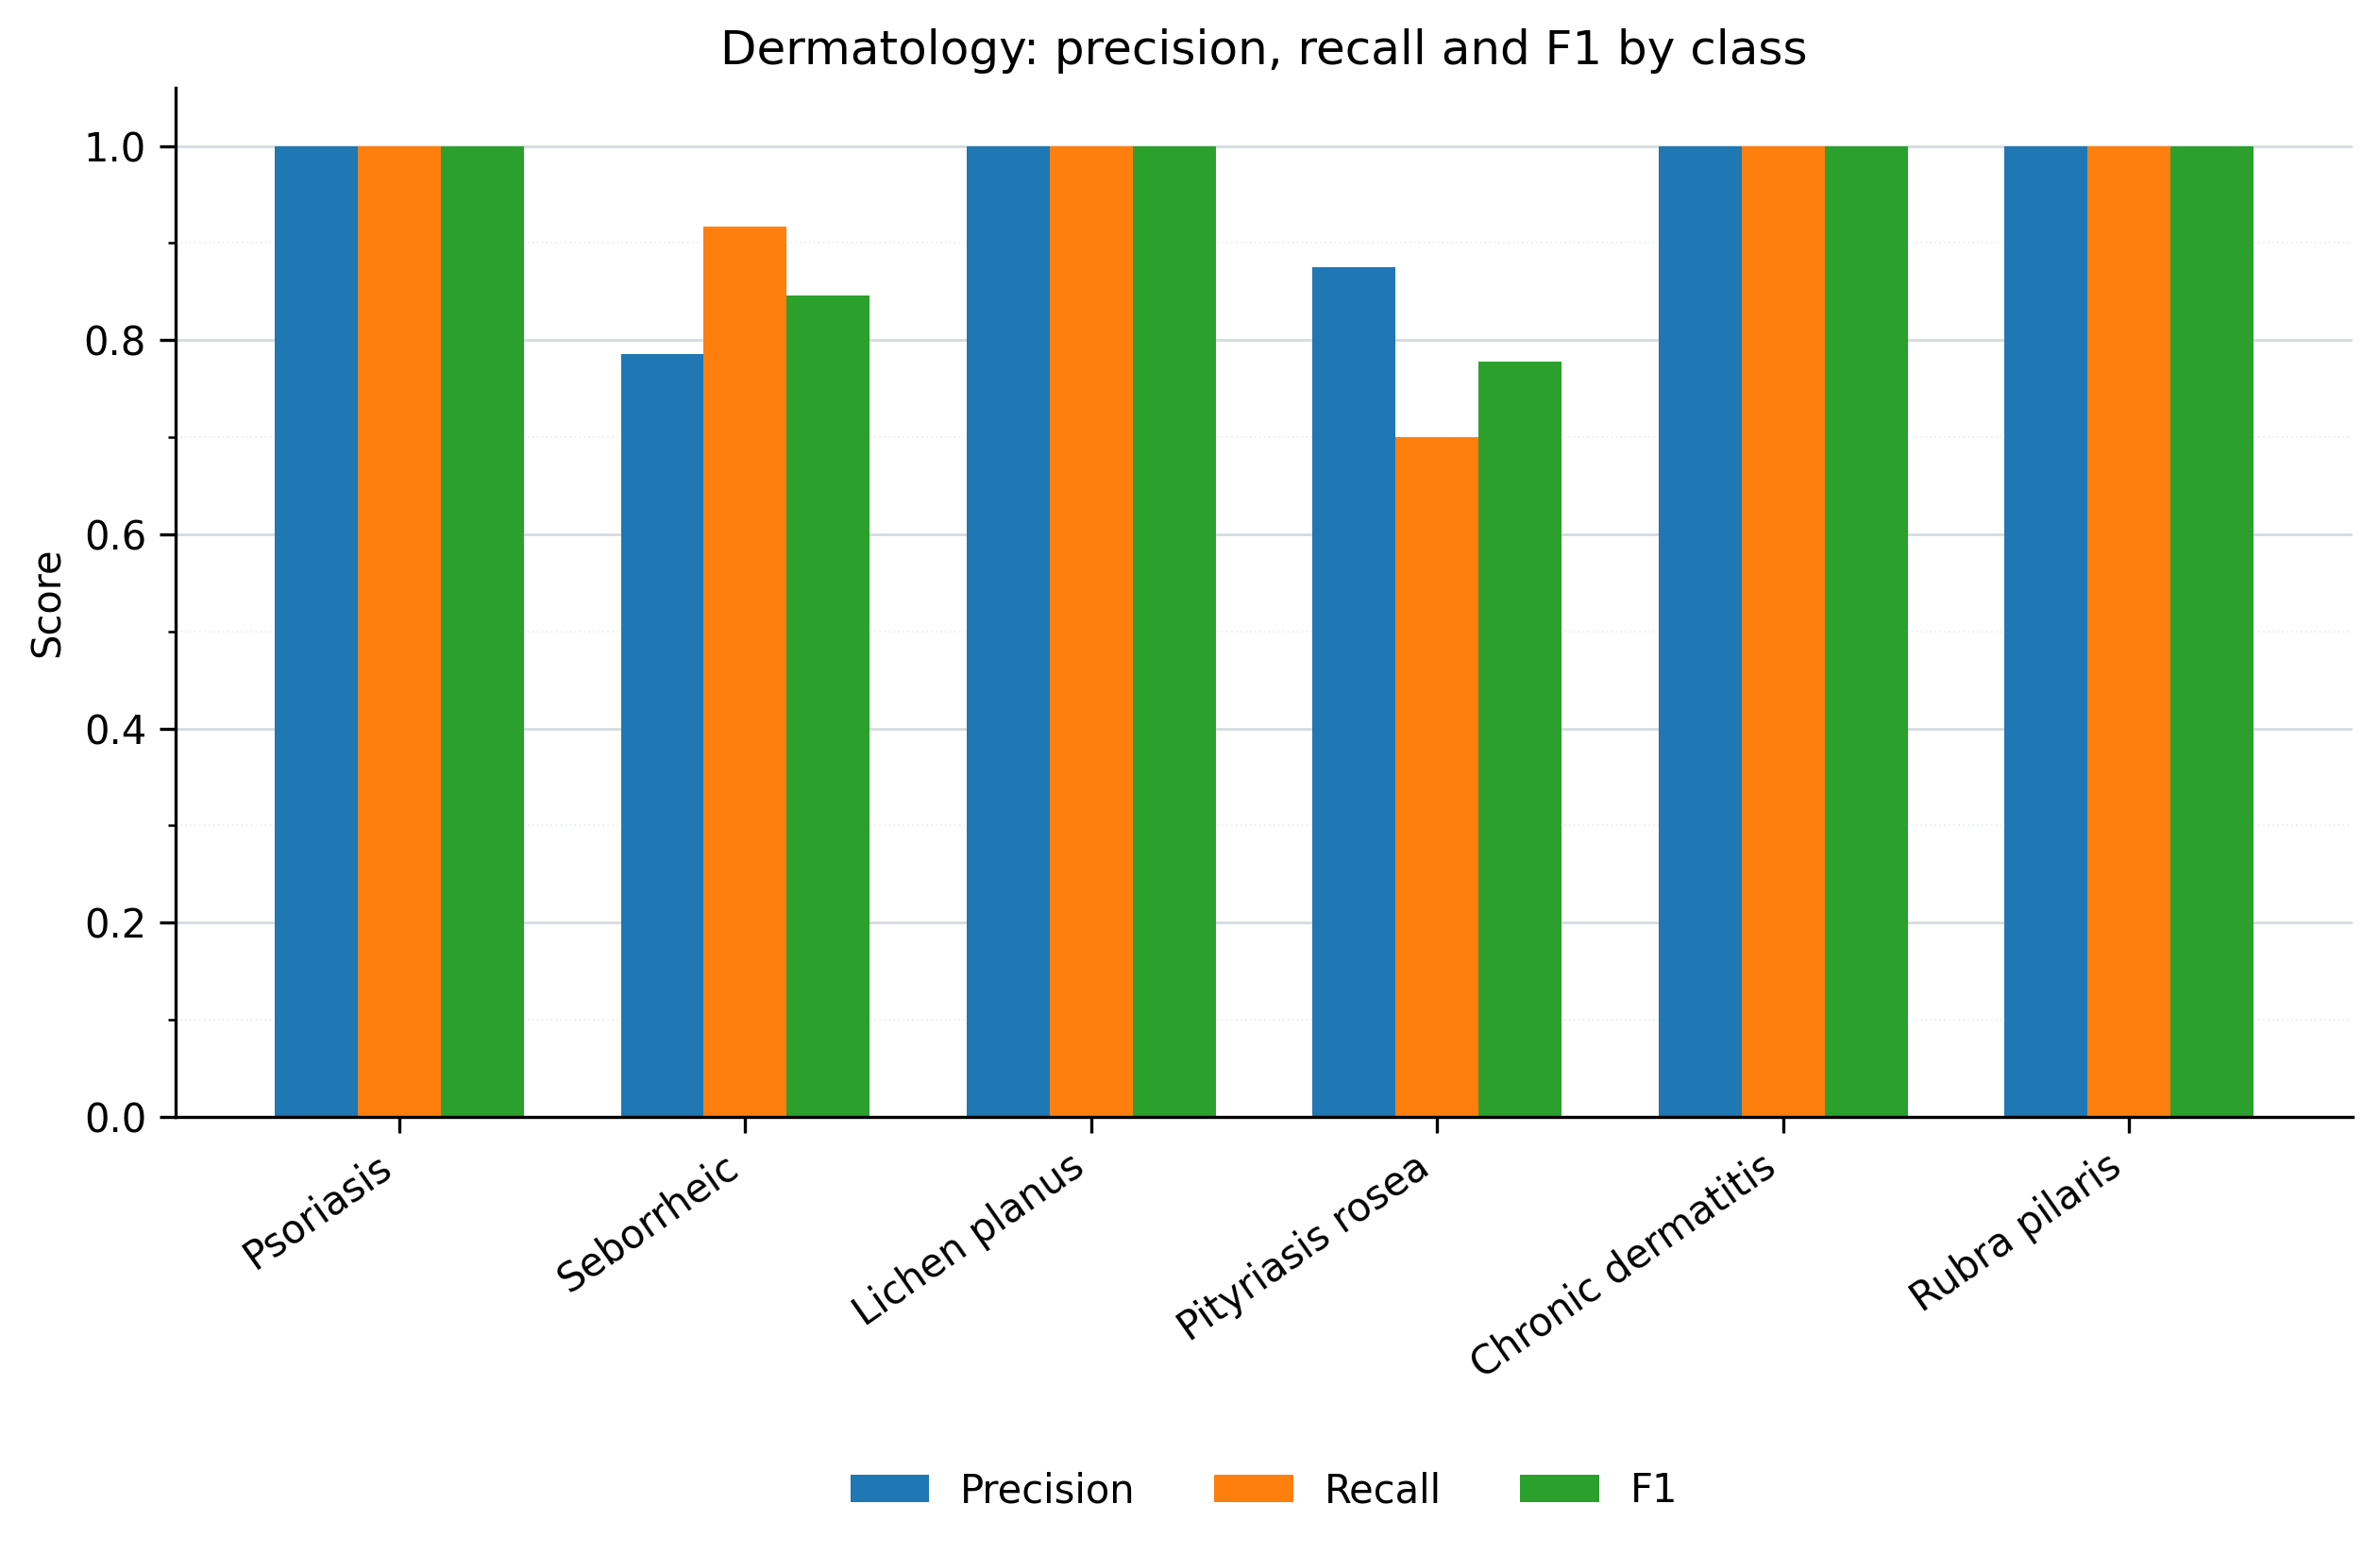 Dermatology: precision, recall and F1 by class
1.0
0.8
0.6
0.4
0.2
0.0
Score
Psoriasis
Seborrheic
Lichen planus
Pityriasis rosea
Chronic dermatitis
Rubra pilaris
Precision
Recall
F1